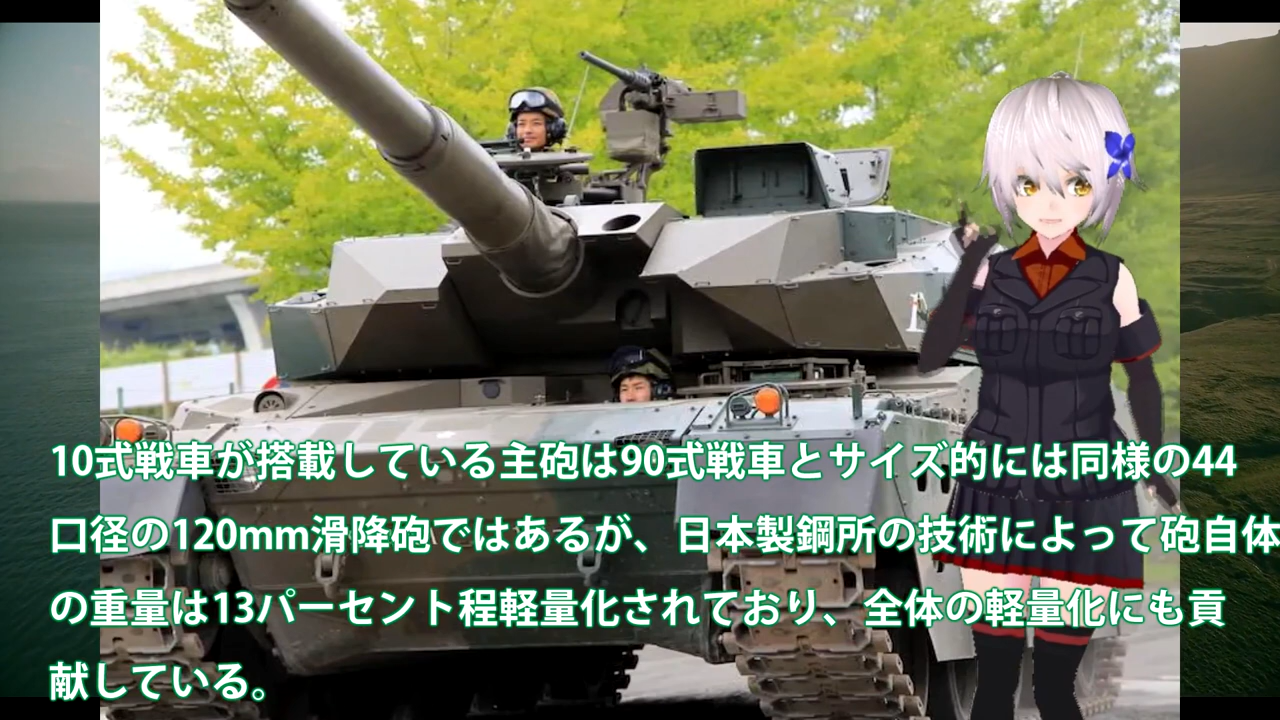 10式戦車が搭載している主砲は90式戦車とサイズ的には同様の44
口径の120mm滑降砲ではあるが、日本製鋼所の技術によって砲自体
の重量は13パーセント程軽量化されており、全体の軽量化にも貢
献している。